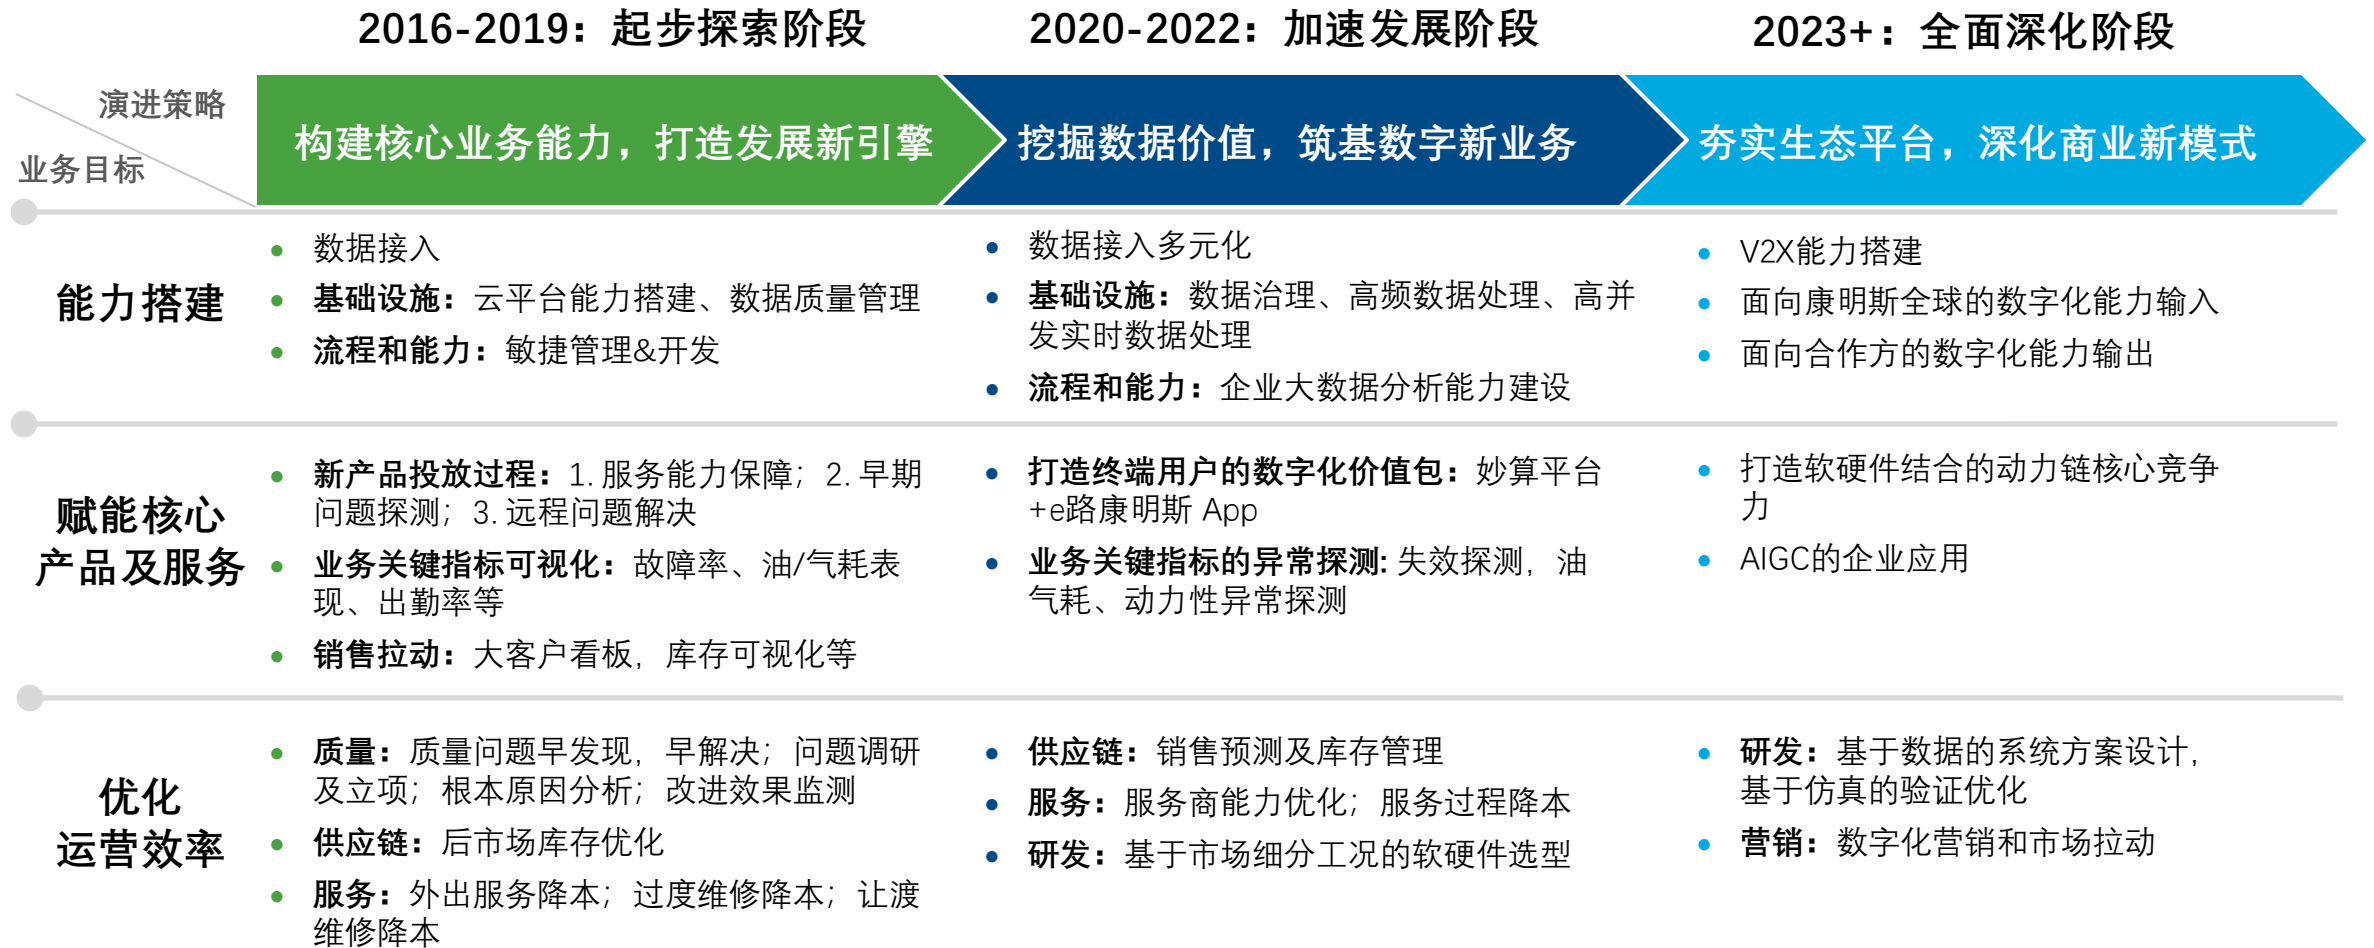 2016-2019：起步探索阶段
2020-2022：加速发展阶段
2023+：全面深化阶段
演进策略
业务目标
构建核心业务能力，打造发展新引擎
挖掘数据价值，筑基数字新业务
夯实生态平台，深化商业新模式
能力搭建
数据接入
基础设施：云平台能力搭建、数据质量管理
流程和能力：敏捷管理&开发
数据接入多元化
基础设施：数据治理、高频数据处理、高并
发实时数据处理
流程和能力：企业大数据分析能力建设
V2X能力搭建
面向康明斯全球的数字化能力输入
面向合作方的数字化能力输出
赋能核心
产品及服务
新产品投放过程：1. 服务能力保障；2. 早期
问题探测；3. 远程问题解决
业务关键指标可视化：故障率、油/气耗表
现、出勤率等
销售拉动：大客户看板，库存可视化等
打造终端用户的数字化价值包：妙算平台
+e路康明斯 App
业务关键指标的异常探测: 失效探测，油
气耗、动力性异常探测
打造软硬件结合的动力链核心竞争
力
AIGC的企业应用
优化
运营效率
质量：质量问题早发现，早解决；问题调研
及立项；根本原因分析；改进效果监测
供应链：后市场库存优化
服务：外出服务降本；过度维修降本；让渡
维修降本
供应链：销售预测及库存管理
服务：服务商能力优化；服务过程降本
研发：基于市场细分工况的软硬件选型
研发：基于数据的系统方案设计，
基于仿真的验证优化
营销：数字化营销和市场拉动